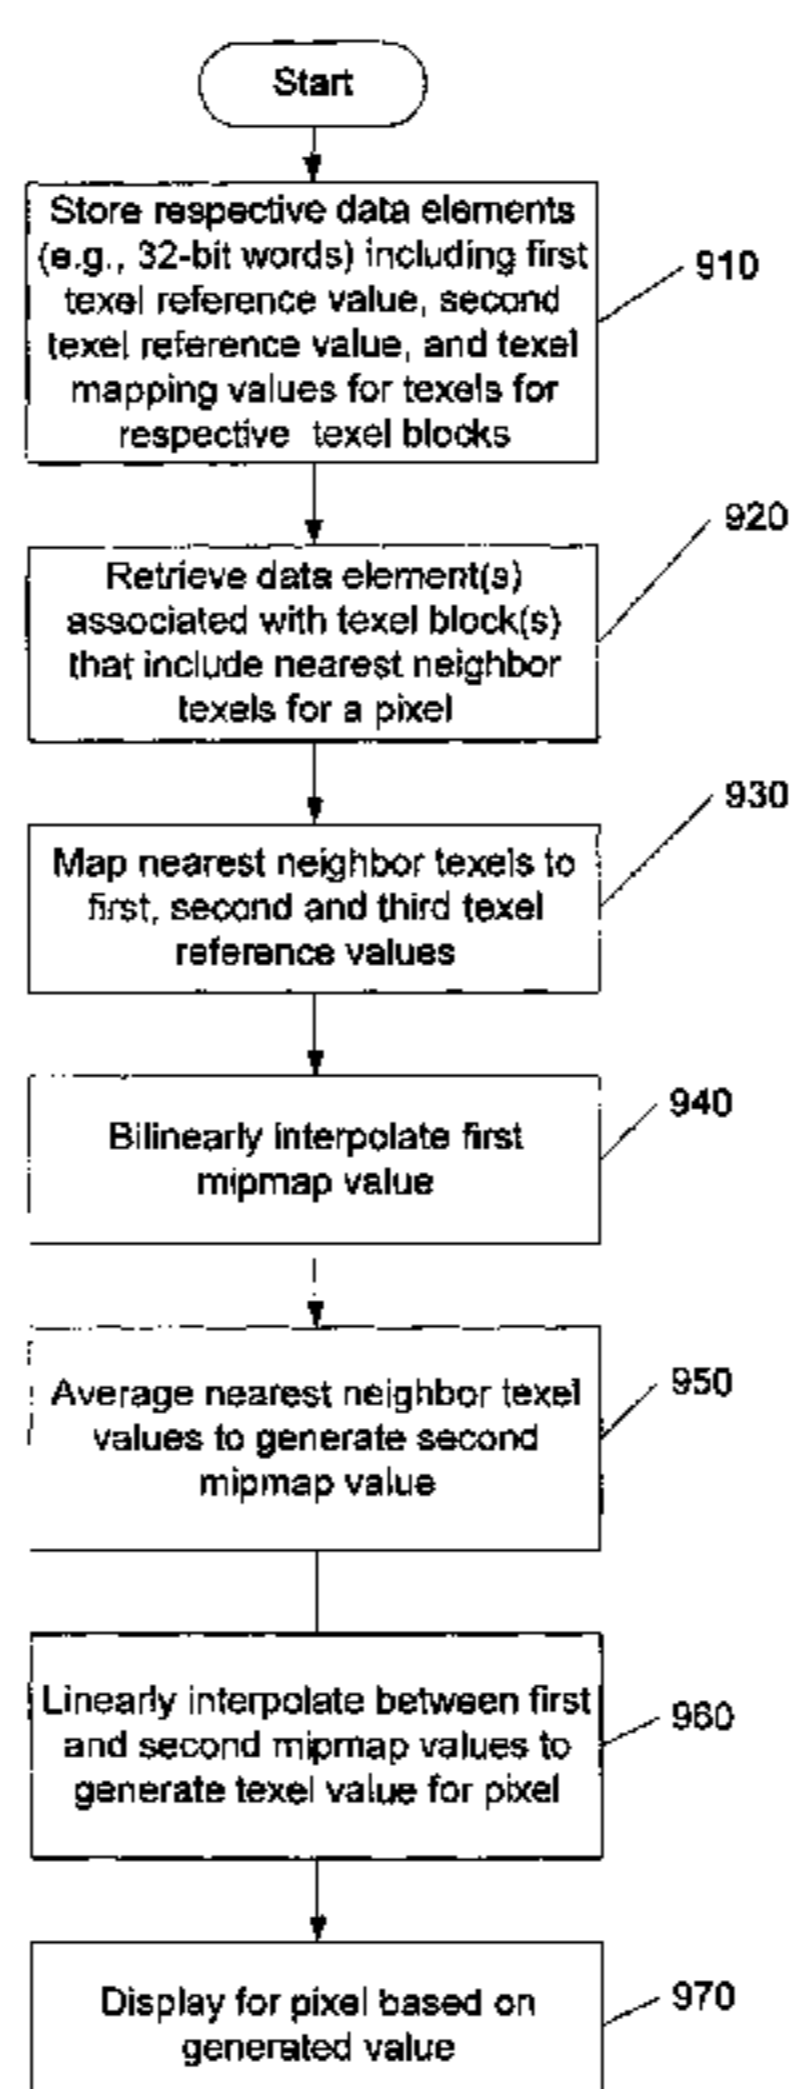 Start
Store respective data elements
(e.g., 32-bit words) including first
texel reference value, second
texel reference value, and texel
mapping values for texels for
respective texel blocks
910
Retrieve data element(s)
associated with texel block(s)
that include nearest neighbor
texels for a pixel
920
Map nearest neighbor texels to
first, second and third texel
reference values
930
Bilinearly interpolate first
mipmap value
940
Average nearest neighbor texel
values to generate second
mipmap value
950
Linearly interpolate between first
and second mipmap values to
generate texel value for pixel
960
Display for pixel based on
generated value
970